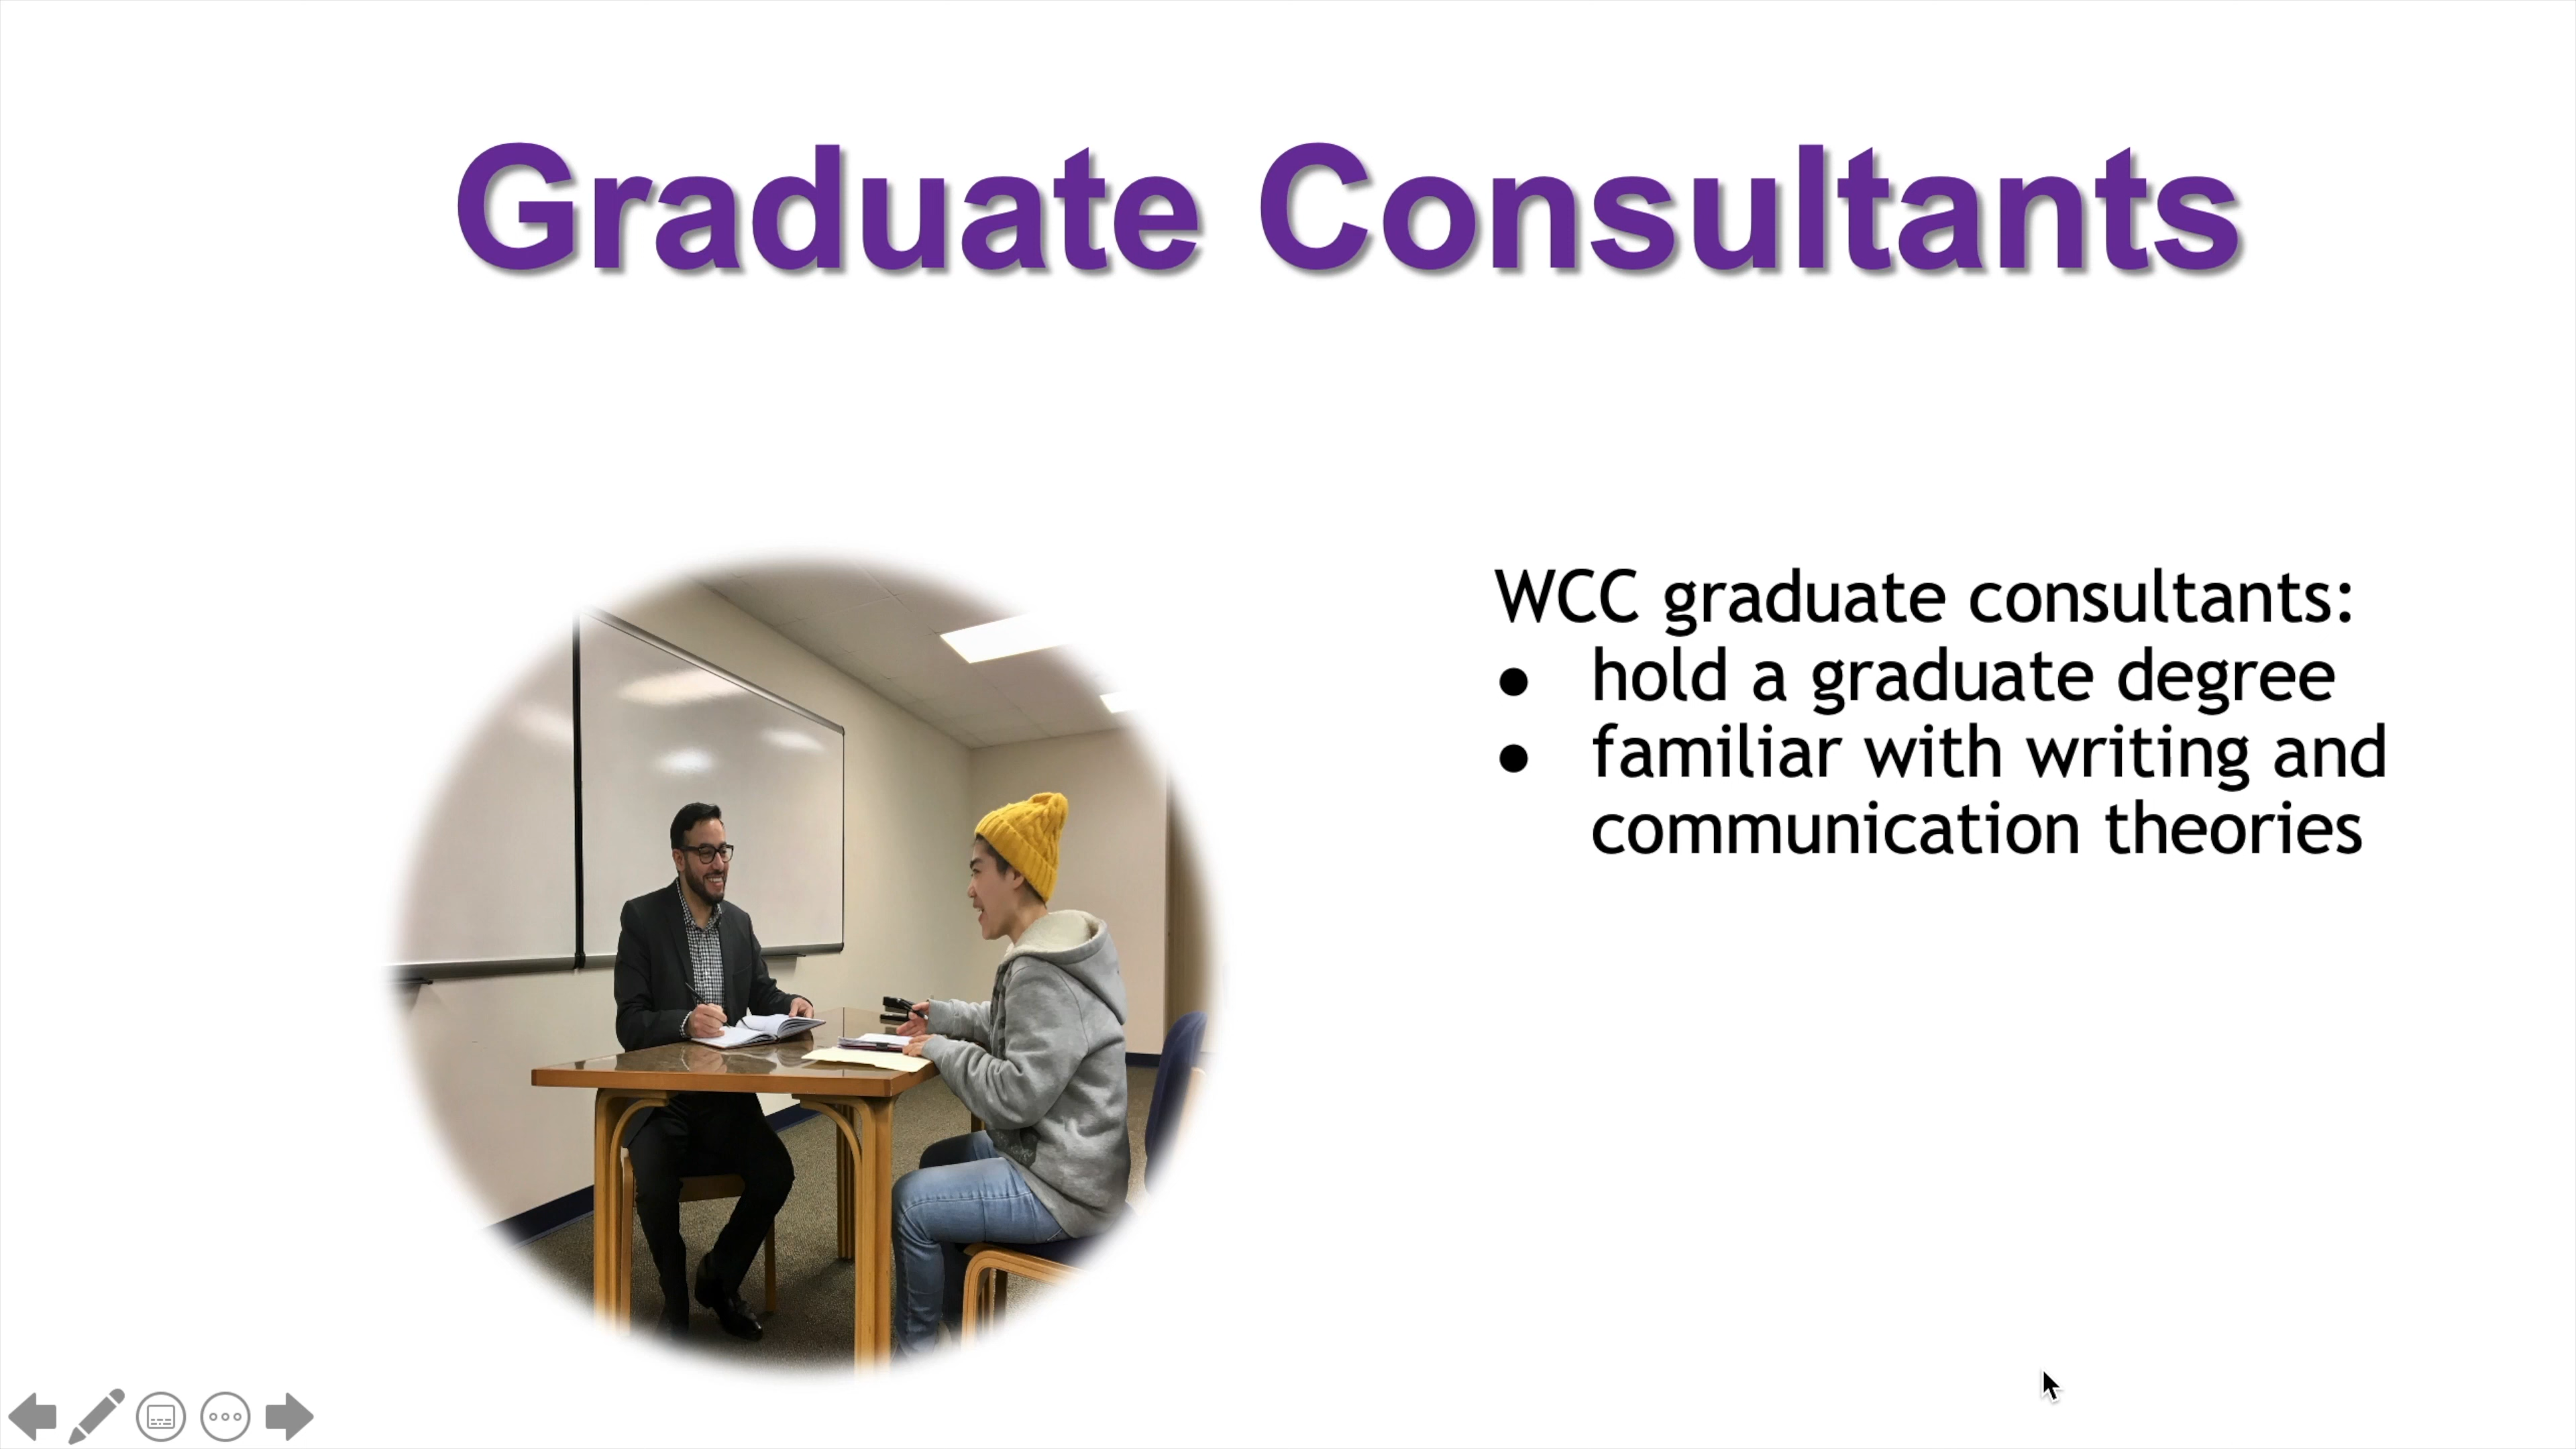 Graduate Consultants
WCC graduate consultants:
● hold a graduate degree
● familiar with writing and
communication theories